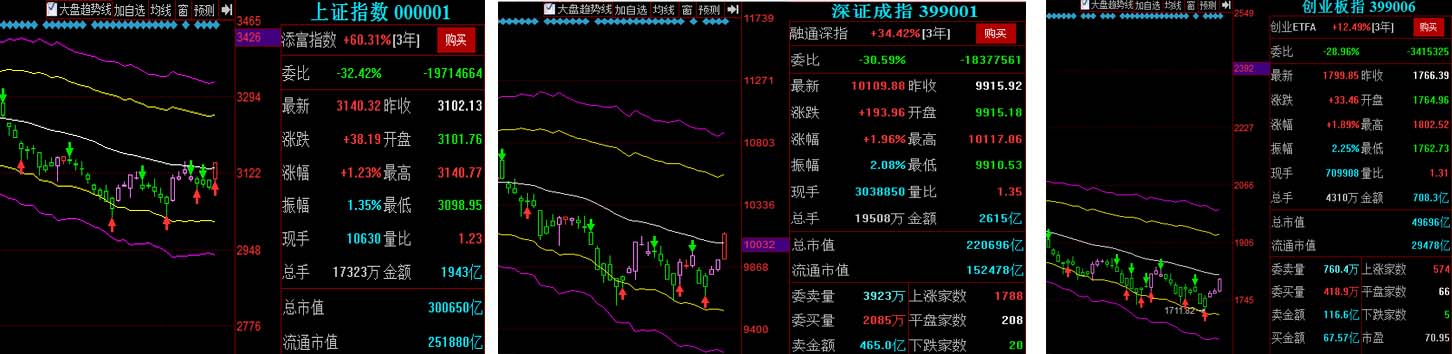 大盘趋势线 加自选 均线 窗 预测
3465
3426
3294
3122
2948
2776
上证指数 000001
添富指数 +60.31%[3年] 购买
委比 -32.42% -19714664
最新 3140.32 昨收 3102.13
涨跌 +38.19 开盘 3101.76
涨幅 +1.23% 最高 3140.77
振幅 1.35% 最低 3098.95
现手 10630 量比 1.23
总手 17323万 金额 1943亿
总市值 300650亿
流通市值 251880亿
大盘趋势线 加自选 均线 窗 预测
11739
11271
10803
10336
10032
9868
9400
深证成指 399001
融通深指 +34.42%[3年] 购买
委比 -30.59% -18377561
最新 10109.88 昨收 9915.92
涨跌 +193.96 开盘 9915.18
涨幅 +1.96% 最高 10117.06
振幅 2.08% 最低 9910.53
现手 3038850 量比 1.35
总手 19508万 金额 2615亿
总市值 220696亿
流通市值 152478亿
委卖量 3923万 上涨家数 1788
委买量 2085万 平盘家数 208
卖金额 465.0亿 下跌家数 20
大盘趋势线 加自选 均线 窗 预测
2549
2392
2227
2066
1906
1745
1711.82
创业板指 399006
创业ETFA +12.49%[3年] 购买
委比 -28.96% -3415325
最新 1799.85 昨收 1766.39
涨跌 +33.46 开盘 1764.96
涨幅 +1.89% 最高 1802.52
振幅 2.25% 最低 1762.73
现手 709908 量比 1.31
总手 4310万 金额 708.3亿
总市值 49696亿
流通市值 29478亿
委卖量 760.4万 上涨家数 574
委买量 418.9万 平盘家数 66
卖金额 116.6亿 下跌家数 5
买金额 67.57亿 市盈 70.95